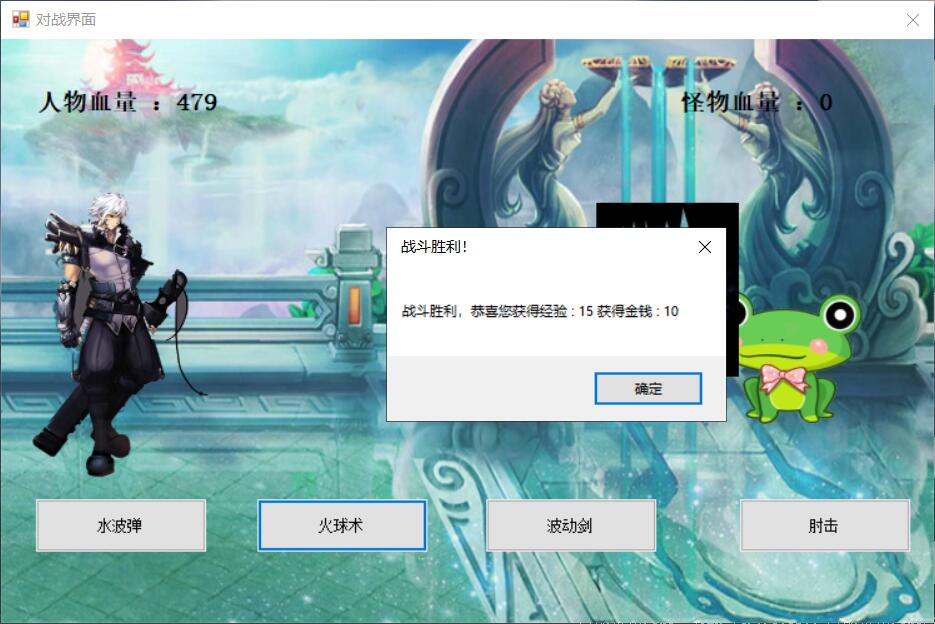 对战界面
人物血量 ：479
怪物血量 ：0
战斗胜利!
战斗胜利，恭喜您获得经验 : 15 获得金钱 : 10
确定
水波弹
火球术
波动剑
肘击